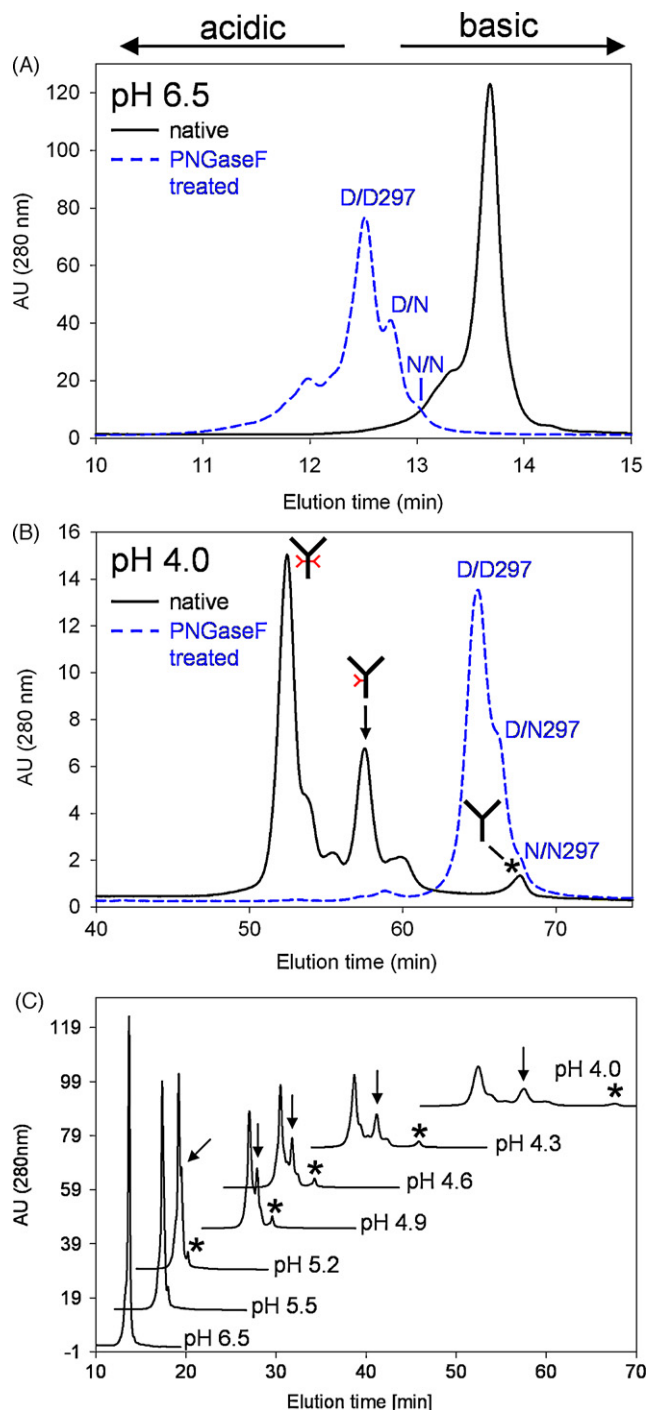 acidic basic
(A)
pH 6.5
native
PNGaseF
treated
D/D297
D/N
N/N
AU (280 nm)
120
100
80
60
40
20
0
10 11 12 13 14 15
Elution time (min)
(B)
pH 4.0
native
PNGaseF
treated
D/D297
D/N297
N/N297
*
AU (280 nm)
16
14
12
10
8
6
4
2
0
40 50 60 70
Elution time (min)
(C)
AU (280nm)
119
99
79
59
39
19
-1
pH 4.0
*
pH 4.3
*
pH 4.6
*
pH 4.9
*
pH 5.2
*
pH 5.5
pH 6.5
10 20 30 40 50 60 70
Elution time [min]